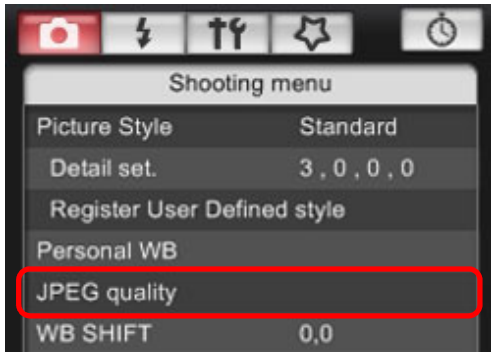 Shooting menu
Picture Style Standard
Detail set. 3 , 0 , 0 , 0
Register User Defined style
Personal WB
JPEG quality
WB SHIFT 0,0